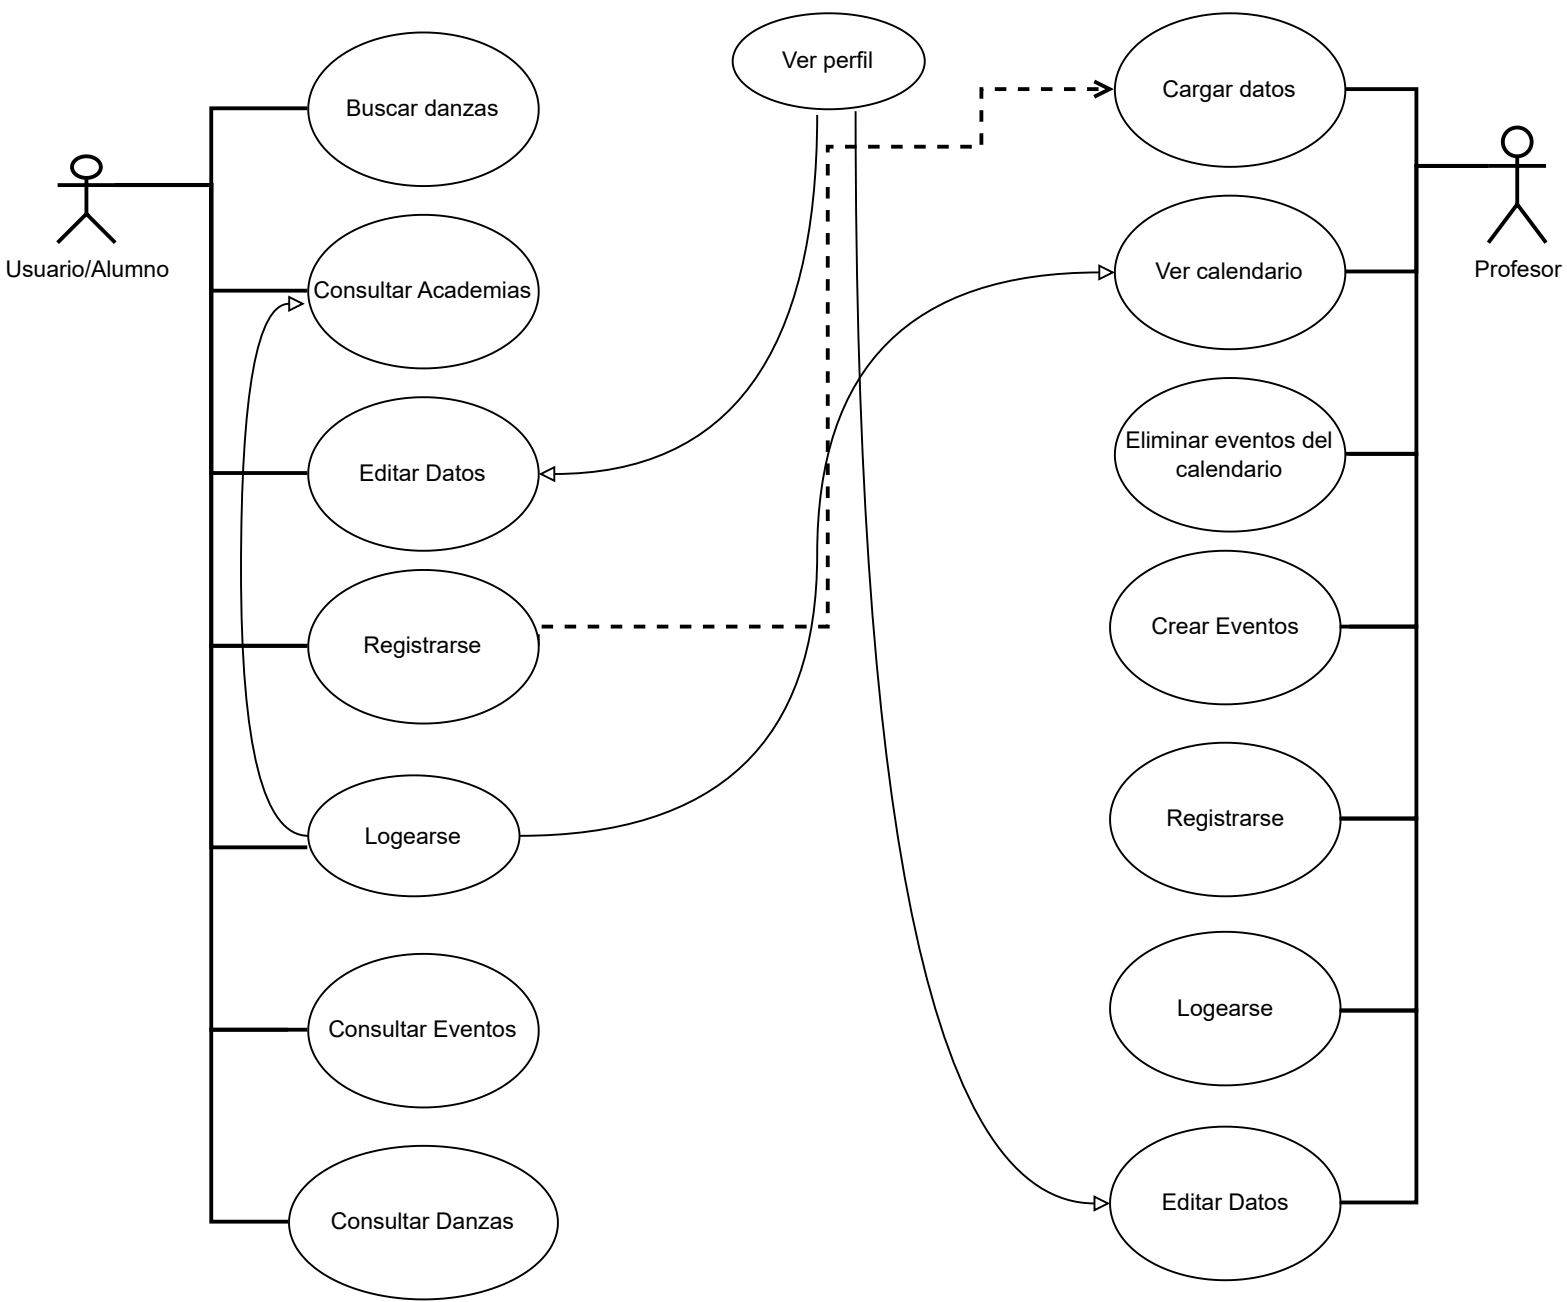 Usuario/Alumno
Buscar danzas
Consultar Academias
Editar Datos
Registrarse
Logearse
Consultar Eventos
Consultar Danzas
Ver perfil
Cargar datos
Ver calendario
Eliminar eventos del
calendario
Crear Eventos
Registrarse
Logearse
Editar Datos
Profesor